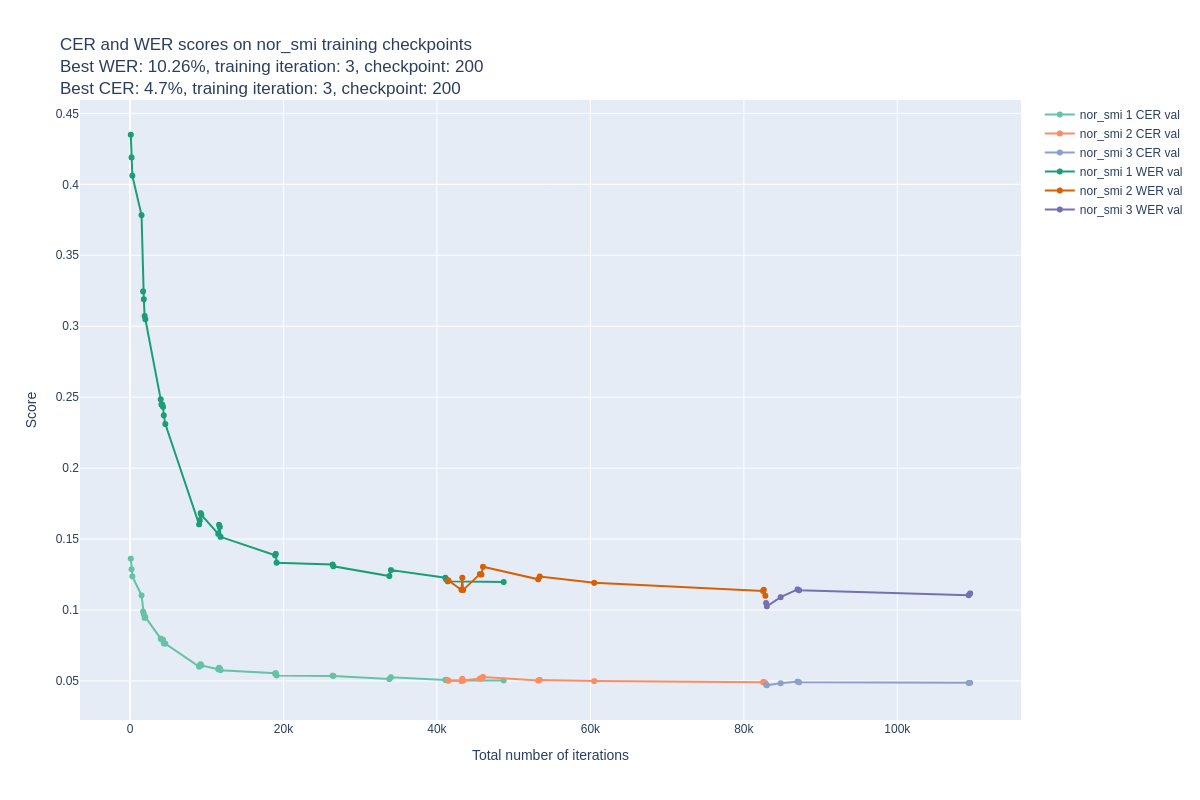 CER and WER scores on nor_smi training checkpoints
Best WER: 10.26%, training iteration: 3, checkpoint: 200
Best CER: 4.7%, training iteration: 3, checkpoint: 200
0.45
0.4
0.35
0.3
0.25
0.2
0.15
0.1
0.05
Score
0 20k 40k 60k 80k 100k
Total number of iterations
nor_smi 1 CER val
nor_smi 2 CER val
nor_smi 3 CER val
nor_smi 1 WER val
nor_smi 2 WER val
nor_smi 3 WER val